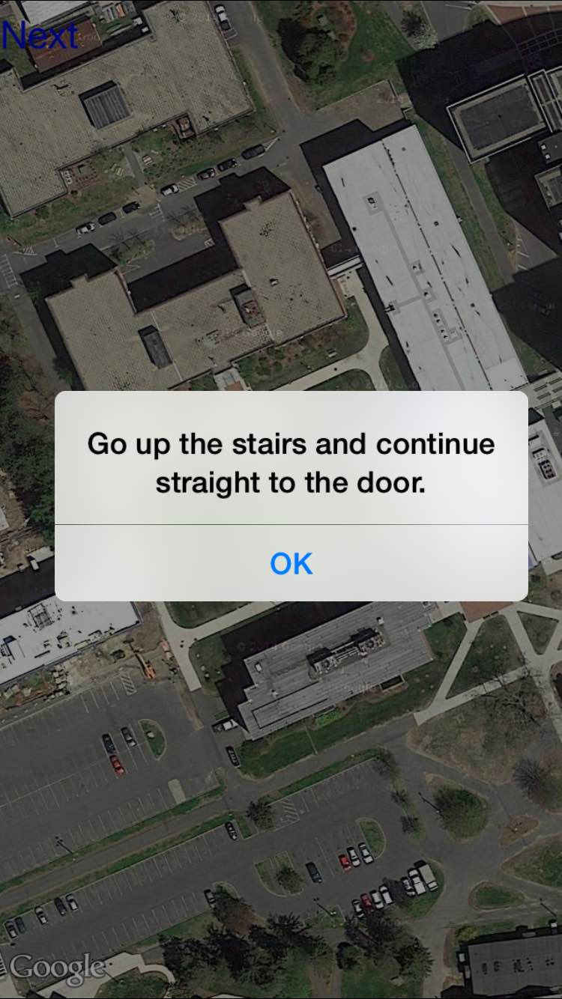 Next
Go up the stairs and continue
straight to the door.
OK
Google